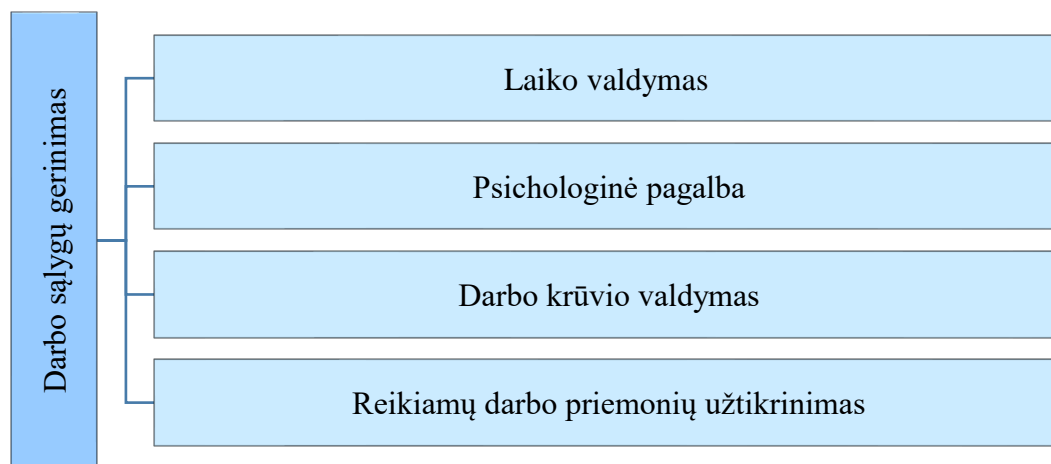 Darbo sąlygų gerinimas
Laiko valdymas
Psichologinė pagalba
Darbo krūvio valdymas
Reikiamų darbo priemonių užtikrinimas